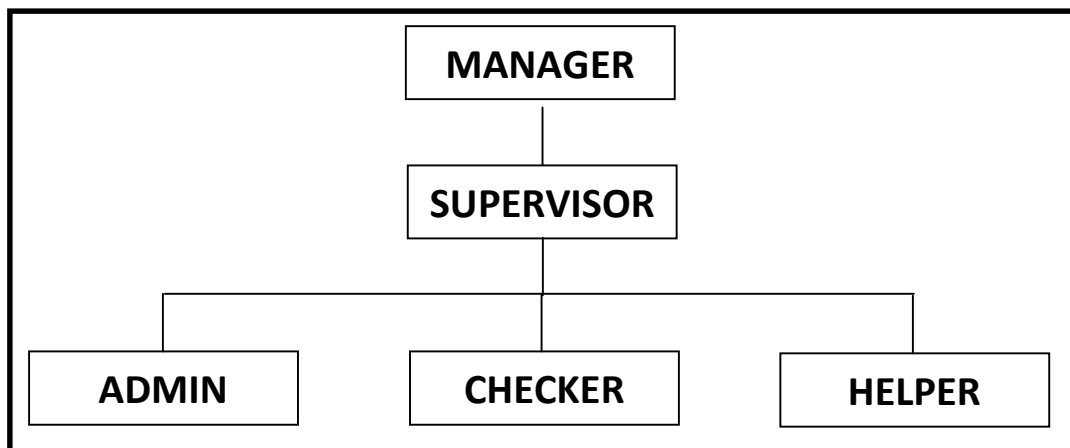 MANAGER
SUPERVISOR
ADMIN
CHECKER
HELPER